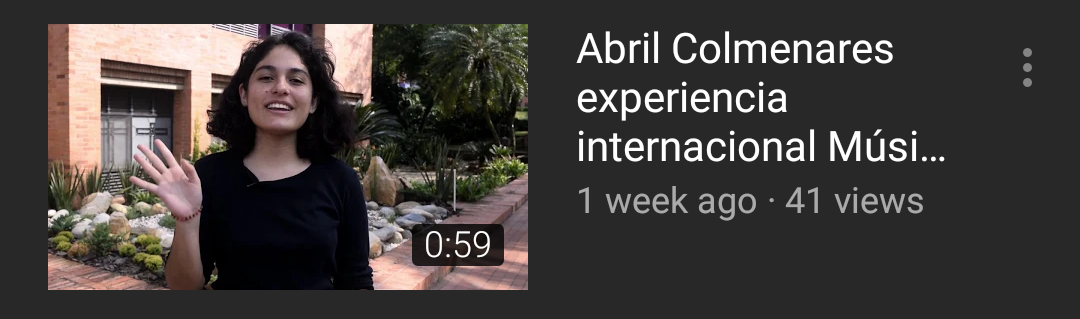 Abril Colmenares
experiencia
internacional Músi...
1 week ago · 41 views
0:59